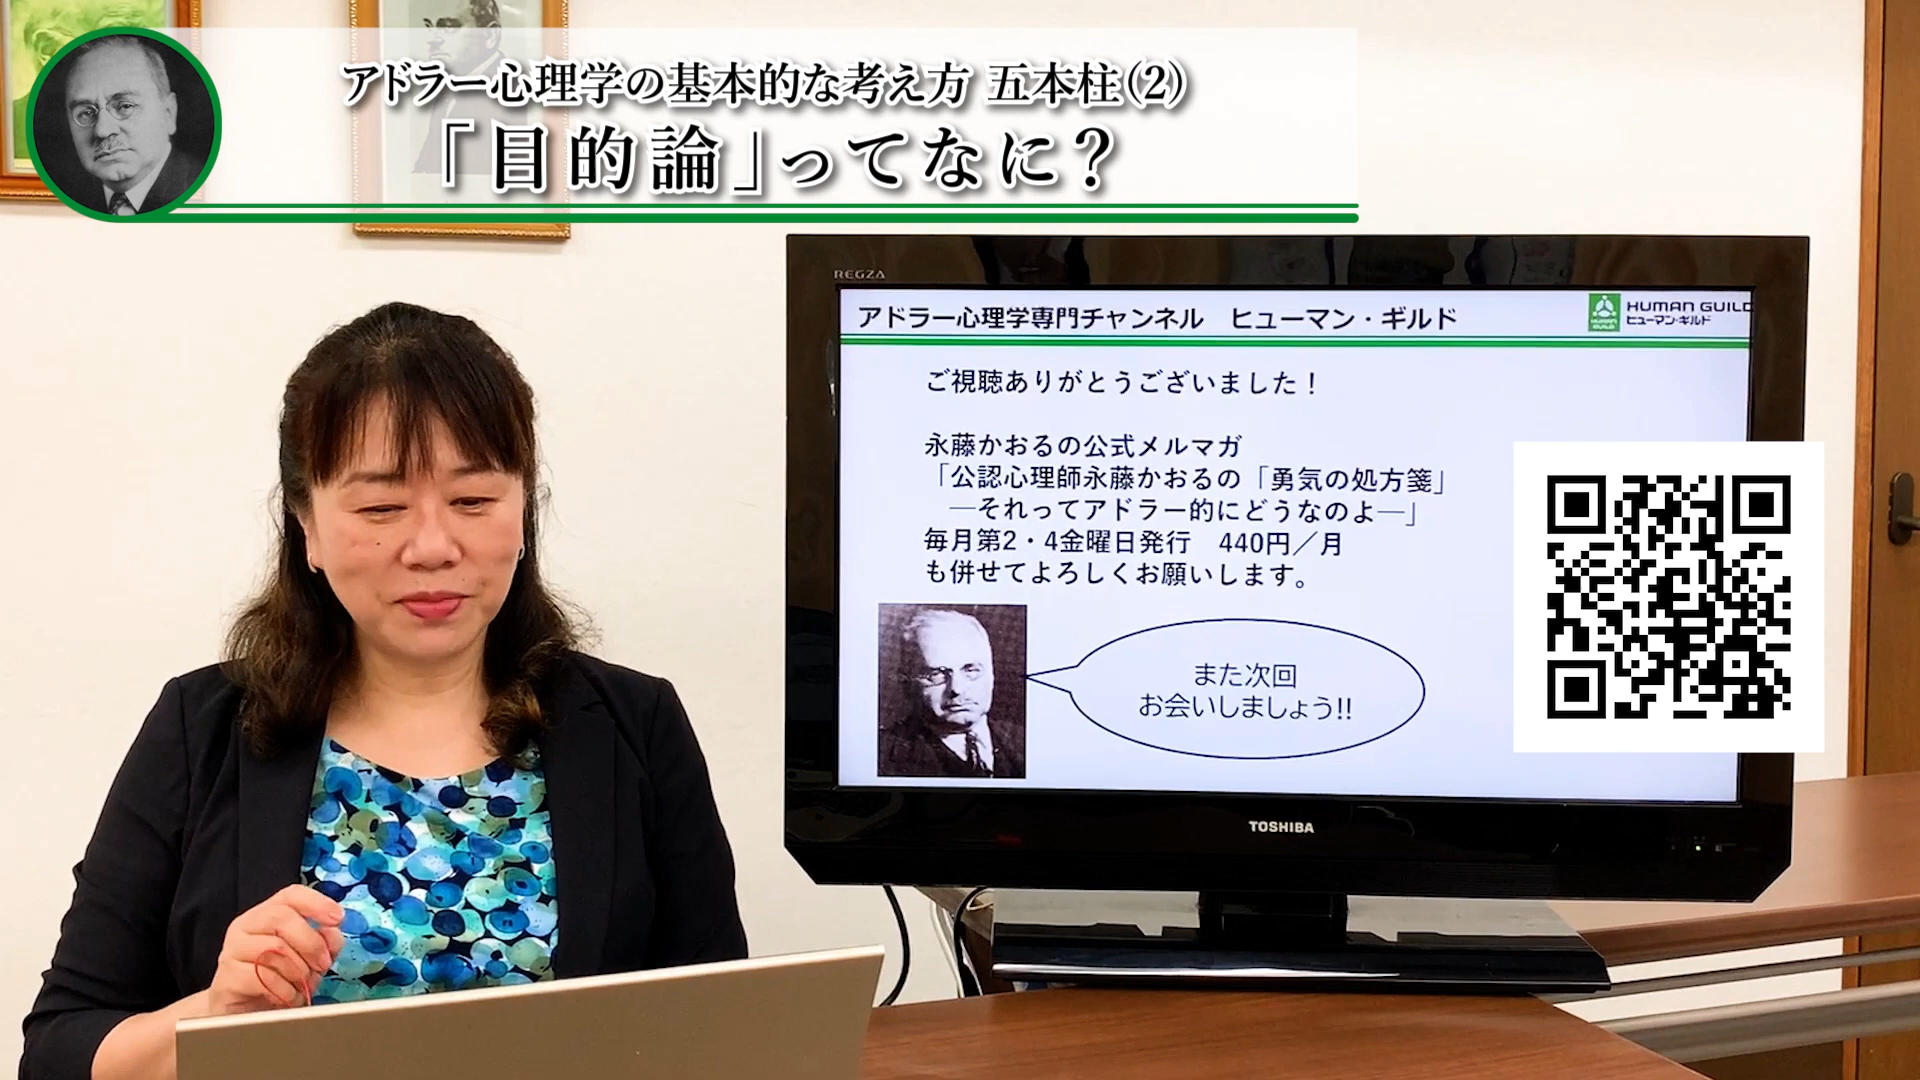 アドラー心理学の基本的な考え方 五本柱(2)
「目的論」ってなに？
REGZA
アドラー心理学専門チャンネル　ヒューマン・ギルド
HUMAN GUILD
ヒューマン・ギルド
ご視聴ありがとうございました！
永藤かおるの公式メルマガ
「公認心理師永藤かおるの「勇気の処方箋」
―それってアドラー的にどうなのよ―」
毎月第2・4金曜日発行　440円／月
も併せてよろしくお願いします。
また次回
お会いしましょう!!
TOSHIBA